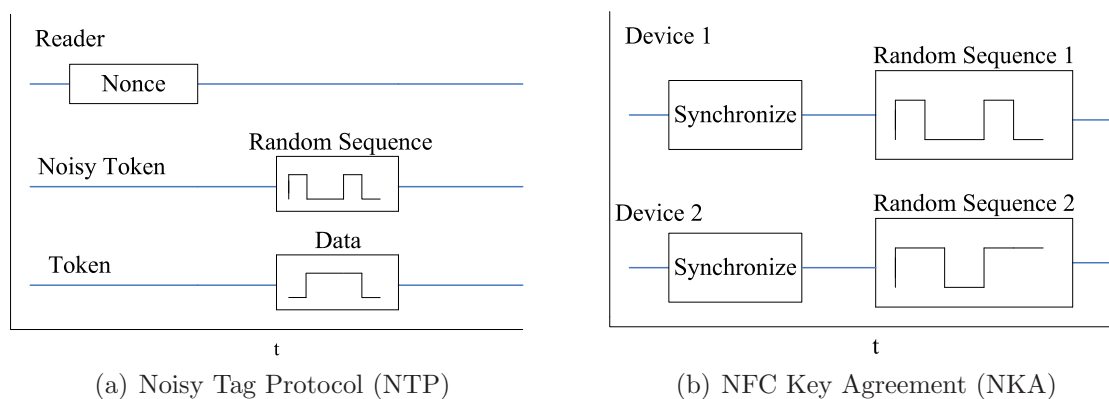 Reader
Nonce
Random Sequence
Noisy Token
Data
Token
t
(a) Noisy Tag Protocol (NTP)
Device 1
Random Sequence 1
Synchronize
Device 2
Random Sequence 2
Synchronize
t
(b) NFC Key Agreement (NKA)